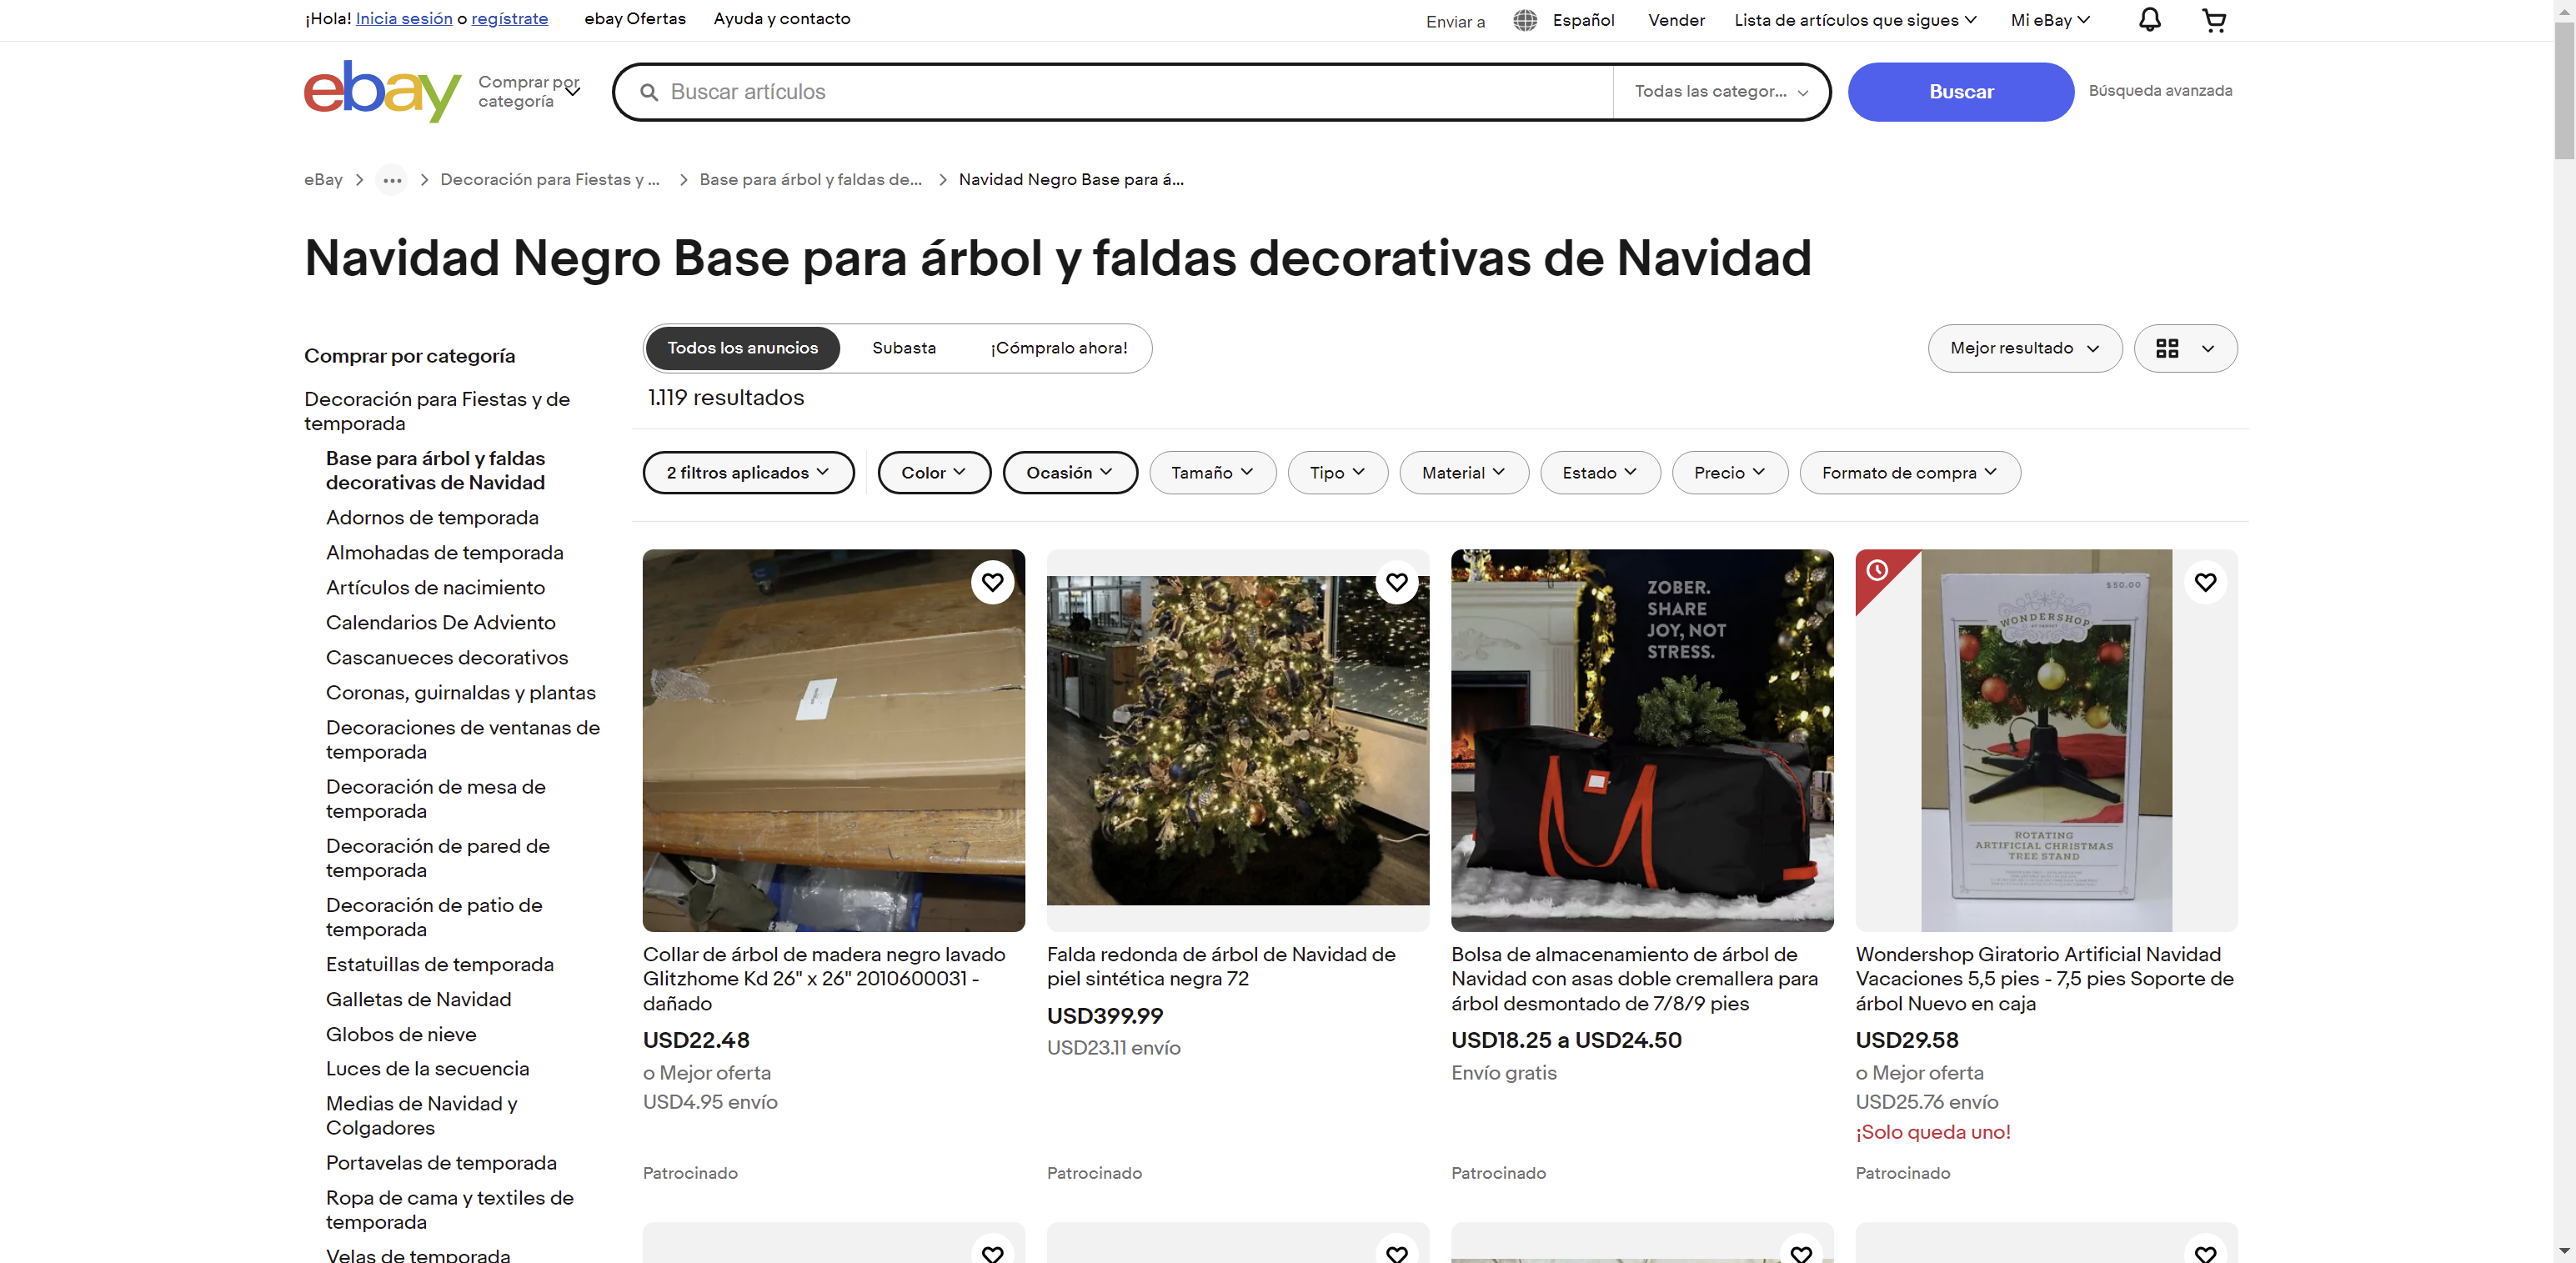 ¡Hola! Inicia sesión o regístrate
ebay Ofertas
Ayuda y contacto
Enviar a
Español
Vender
Lista de artículos que sigues
Mi eBay
ebay
Comprar por
categoría
Buscar artículos
Todas las categor...
Buscar
Búsqueda avanzada
eBay
Decoración para Fiestas y ...
Base para árbol y faldas de...
Navidad Negro Base para á...
Navidad Negro Base para árbol y faldas decorativas de Navidad
Comprar por categoría
Decoración para Fiestas y de
temporada
Base para árbol y faldas
decorativas de Navidad
Adornos de temporada
Almohadas de temporada
Artículos de nacimiento
Calendarios De Adviento
Cascanueces decorativos
Coronas, guirnaldas y plantas
Decoraciones de ventanas de
temporada
Decoración de mesa de
temporada
Decoración de pared de
temporada
Decoración de patio de
temporada
Estatuillas de temporada
Galletas de Navidad
Globos de nieve
Luces de la secuencia
Medias de Navidad y
Colgadores
Portavelas de temporada
Ropa de cama y textiles de
temporada
Velas de temporada
Todos los anuncios
Subasta
¡Cómpralo ahora!
Mejor resultado
1.119 resultados
2 filtros aplicados
Color
Ocasión
Tamaño
Tipo
Material
Estado
Precio
Formato de compra
Collar de árbol de madera negro lavado
Glitzhome Kd 26" x 26" 2010600031 -
dañado
USD22.48
o Mejor oferta
USD4.95 envío
Patrocinado
Falda redonda de árbol de Navidad de
piel sintética negra 72
USD399.99
USD23.11 envío
Patrocinado
ZOBER.
SHARE
JOY, NOT
STRESS.
Bolsa de almacenamiento de árbol de
Navidad con asas doble cremallera para
árbol desmontado de 7/8/9 pies
USD18.25 a USD24.50
Envío gratis
Patrocinado
$50.00
WONDERSHOP
ROTATING
ARTIFICIAL CHRISTMAS
TREE STAND
Wondershop Giratorio Artificial Navidad
Vacaciones 5,5 pies - 7,5 pies Soporte de
árbol Nuevo en caja
USD29.58
o Mejor oferta
USD25.76 envío
¡Solo queda uno!
Patrocinado